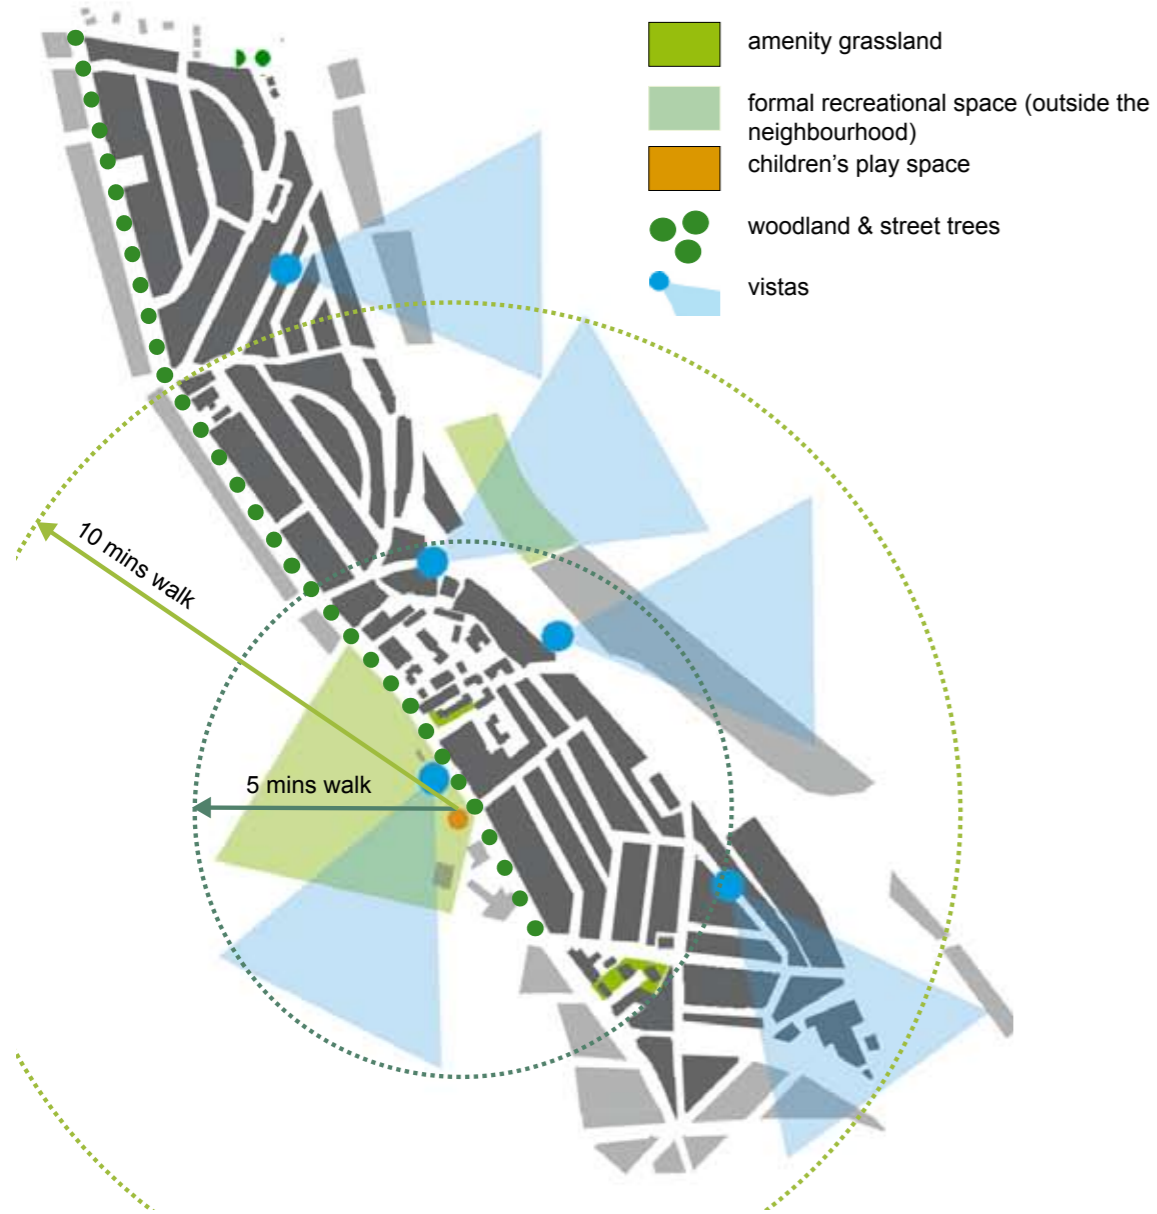 amenity grassland
formal recreational space (outside the
neighbourhood)
children's play space
woodland & street trees
vistas
10 mins walk
5 mins walk